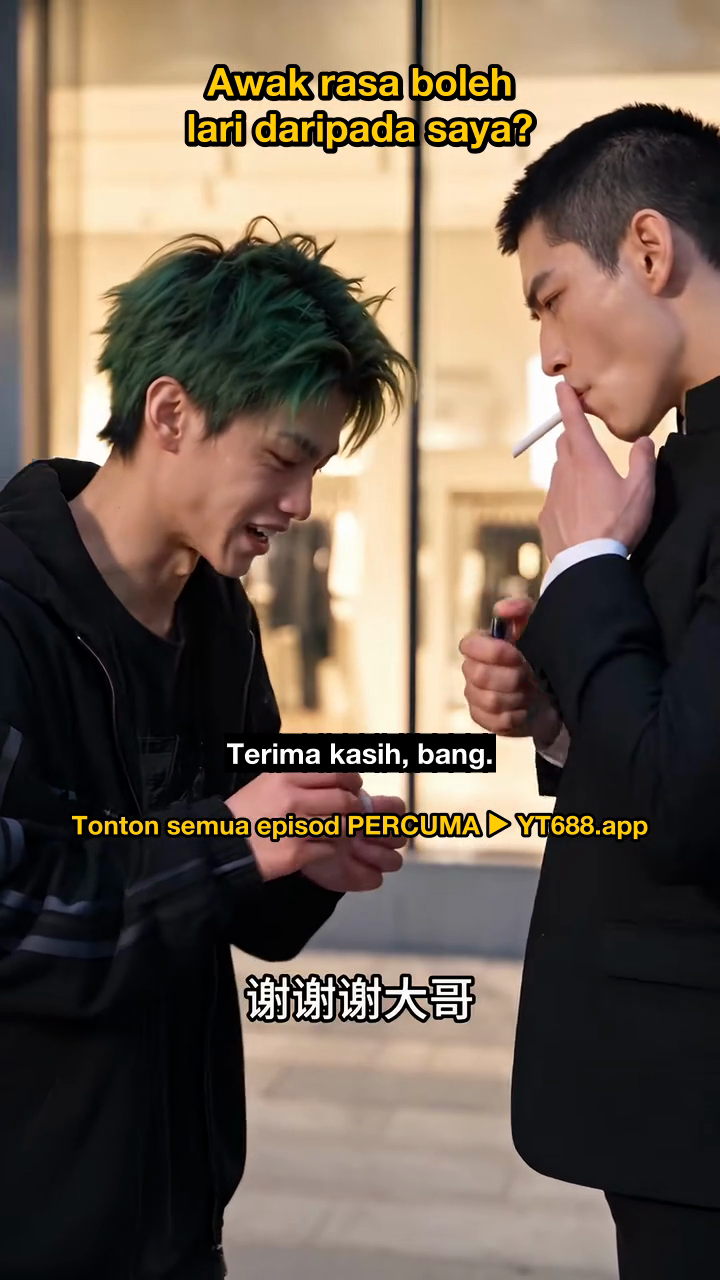 Awak rasa boleh
lari daripada saya?
Terima kasih, bang.
Tonton semua episod PERCUMA ▶ YT688.app
谢谢谢大哥